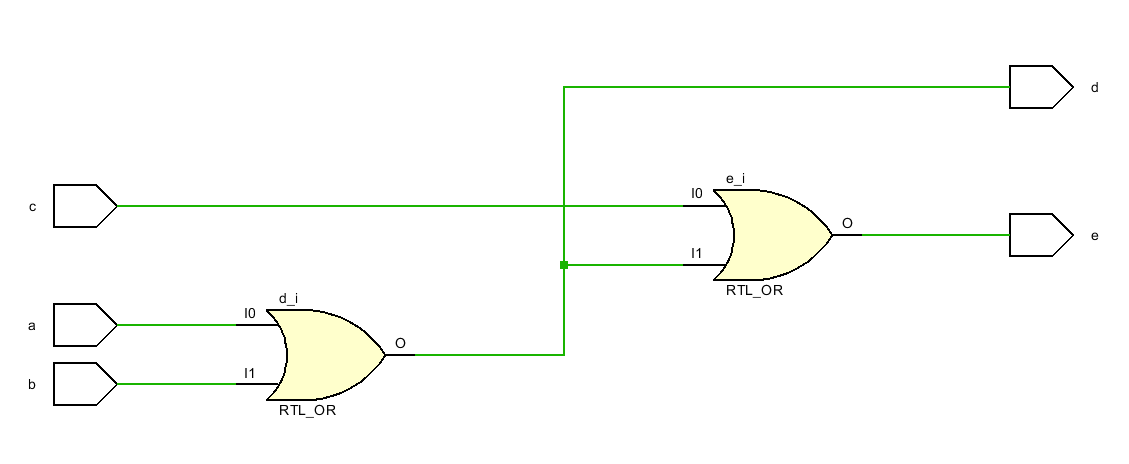 d
e_i
c
I0
O
e
I1
RTL_OR
d_i
a
I0
O
b
I1
RTL_OR